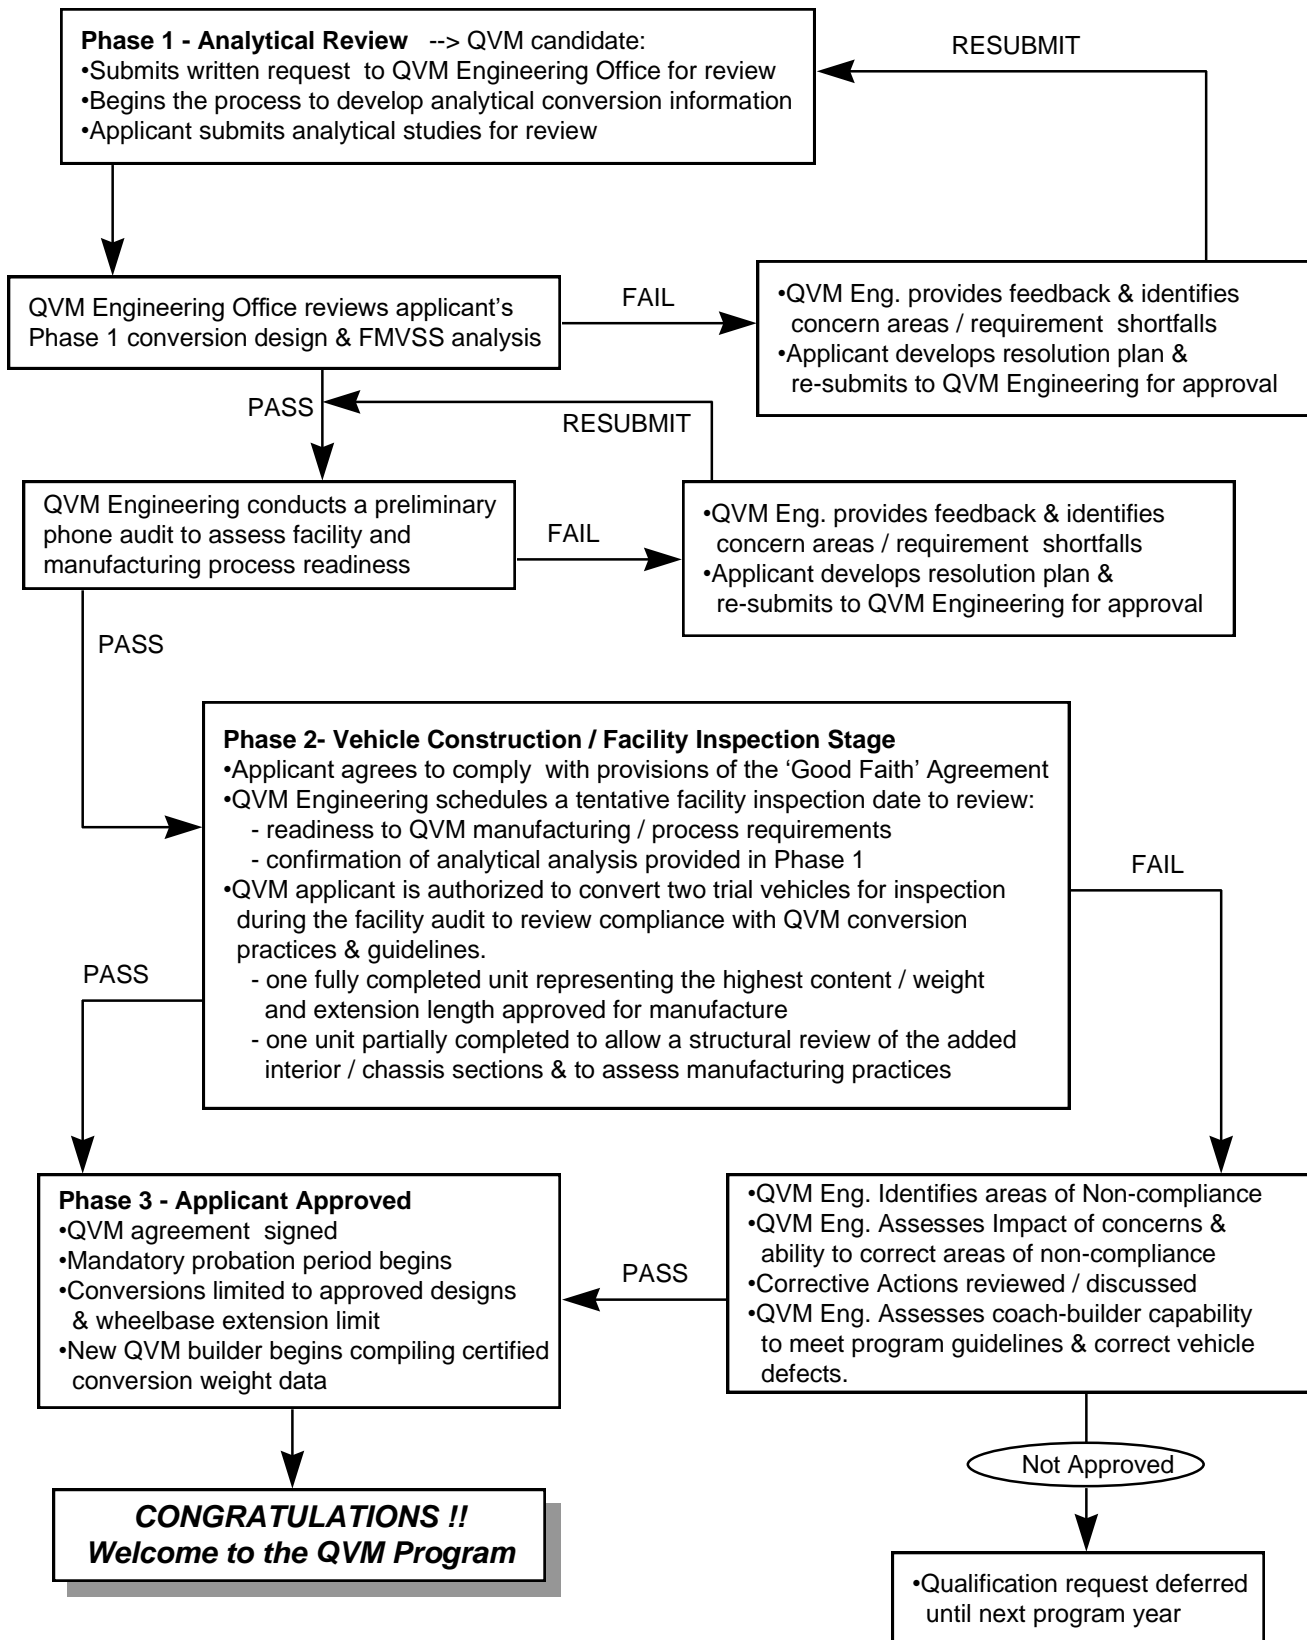 Phase 1 - Analytical Review --> QVM candidate:
•Submits written request to QVM Engineering Office for review
•Begins the process to develop analytical conversion information
•Applicant submits analytical studies for review
RESUBMIT
QVM Engineering Office reviews applicant's
Phase 1 conversion design & FMVSS analysis
FAIL
•QVM Eng. provides feedback & identifies
concern areas / requirement shortfalls
•Applicant develops resolution plan &
re-submits to QVM Engineering for approval
PASS
RESUBMIT
QVM Engineering conducts a preliminary
phone audit to assess facility and
manufacturing process readiness
FAIL
•QVM Eng. provides feedback & identifies
concern areas / requirement shortfalls
•Applicant develops resolution plan &
re-submits to QVM Engineering for approval
PASS
Phase 2- Vehicle Construction / Facility Inspection Stage
•Applicant agrees to comply with provisions of the ‘Good Faith’ Agreement
•QVM Engineering schedules a tentative facility inspection date to review:
- readiness to QVM manufacturing / process requirements
- confirmation of analytical analysis provided in Phase 1
•QVM applicant is authorized to convert two trial vehicles for inspection
during the facility audit to review compliance with QVM conversion
practices & guidelines.
- one fully completed unit representing the highest content / weight
and extension length approved for manufacture
- one unit partially completed to allow a structural review of the added
interior / chassis sections & to assess manufacturing practices
FAIL
PASS
Phase 3 - Applicant Approved
•QVM agreement signed
•Mandatory probation period begins
•Conversions limited to approved designs
& wheelbase extension limit
•New QVM builder begins compiling certified
conversion weight data
PASS
•QVM Eng. Identifies areas of Non-compliance
•QVM Eng. Assesses Impact of concerns &
ability to correct areas of non-compliance
•Corrective Actions reviewed / discussed
•QVM Eng. Assesses coach-builder capability
to meet program guidelines & correct vehicle
defects.
Not Approved
CONGRATULATIONS !!
Welcome to the QVM Program
•Qualification request deferred
until next program year